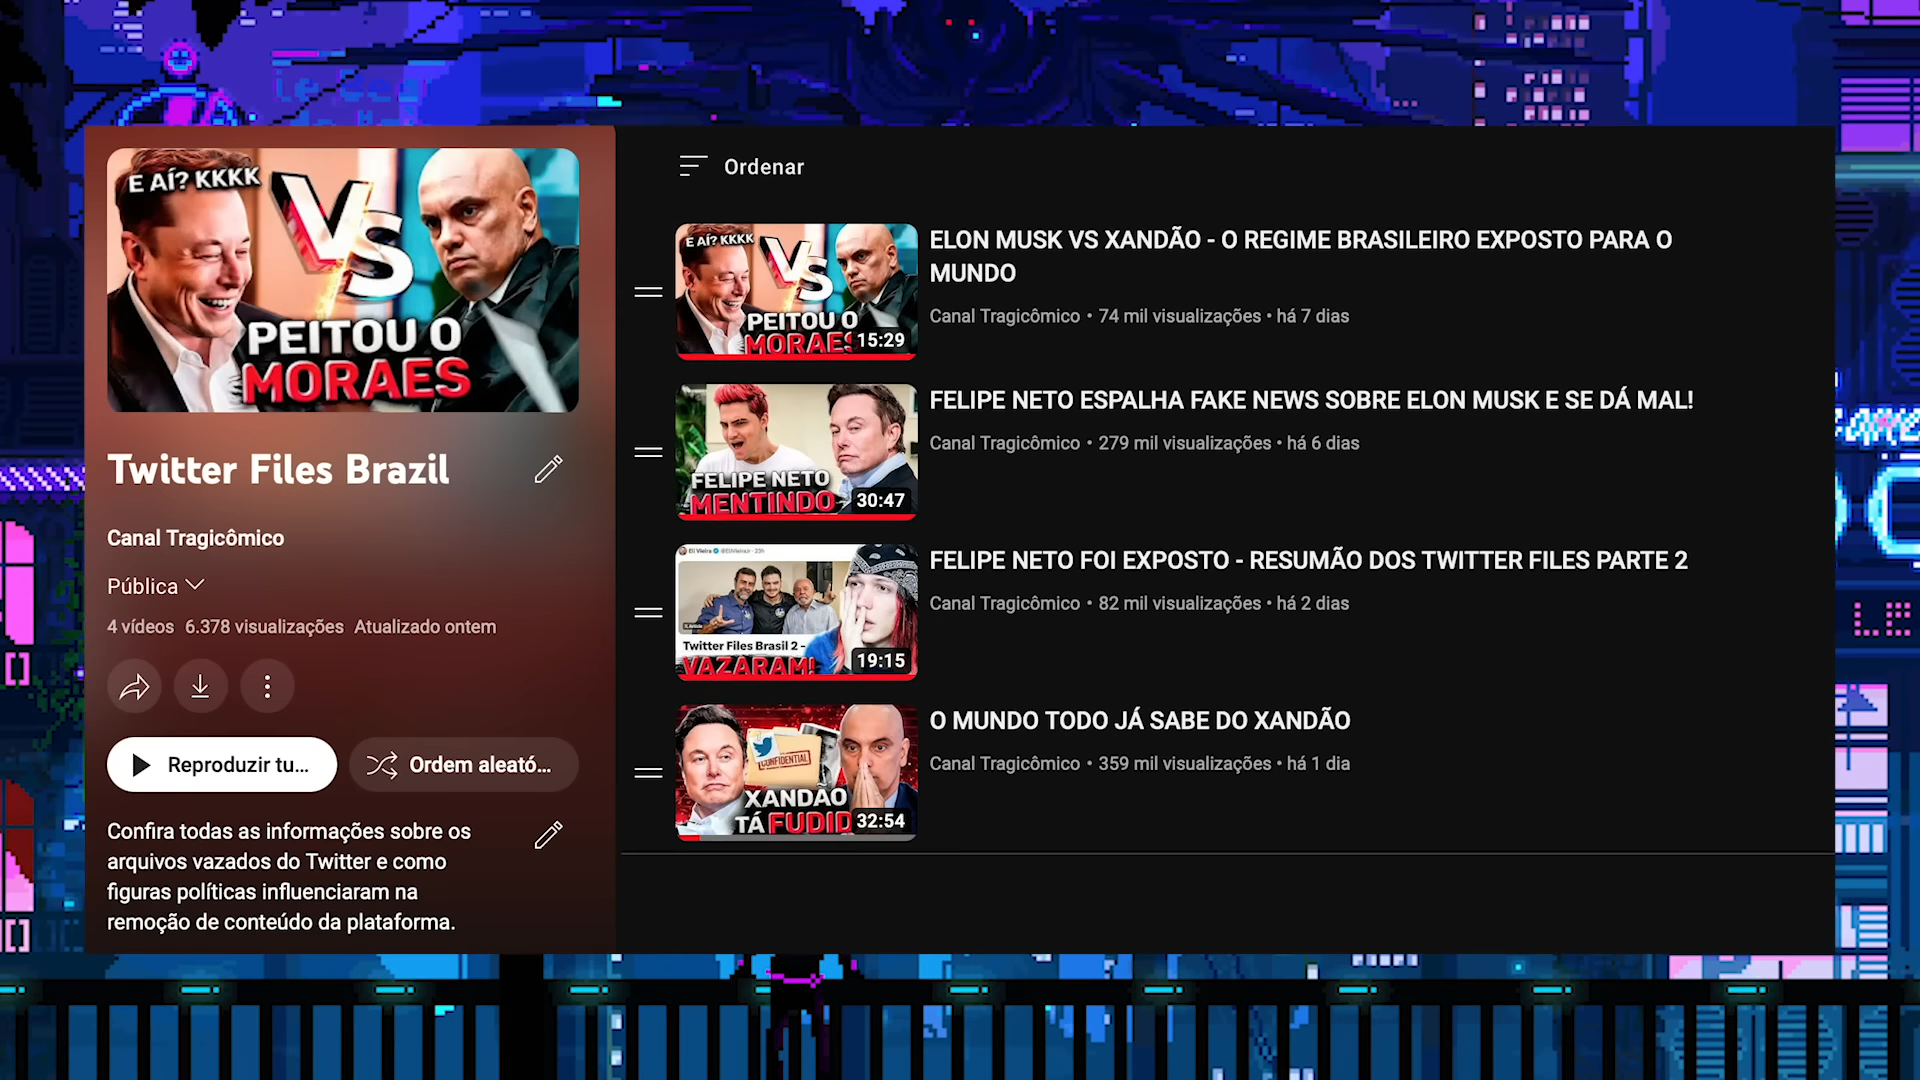 E AÍ? KKKK
VS
PEITOU O
MORAES
Twitter Files Brazil
Canal Tragicômico
Pública
4 vídeos 6.378 visualizações Atualizado ontem
Reproduzir tu...
Ordem aleató...
Confira todas as informações sobre os
arquivos vazados do Twitter e como
figuras políticas influenciaram na
remoção de conteúdo da plataforma.
Ordenar
E AÍ? KKKK
VS
PEITOU O
MORAES
15:29
ELON MUSK VS XANDÃO - O REGIME BRASILEIRO EXPOSTO PARA O
MUNDO
Canal Tragicômico • 74 mil visualizações • há 7 dias
FELIPE NETO
MENTINDO
30:47
FELIPE NETO ESPALHA FAKE NEWS SOBRE ELON MUSK E SE DÁ MAL!
Canal Tragicômico • 279 mil visualizações • há 6 dias
Eli Vieira
Twitter Files Brasil 2 -
VAZARAM!
19:15
FELIPE NETO FOI EXPOSTO - RESUMÃO DOS TWITTER FILES PARTE 2
Canal Tragicômico • 82 mil visualizações • há 2 dias
CONFIDENTIAL
XANDÃO
TÁ FUDID
32:54
O MUNDO TODO JÁ SABE DO XANDÃO
Canal Tragicômico • 359 mil visualizações • há 1 dia